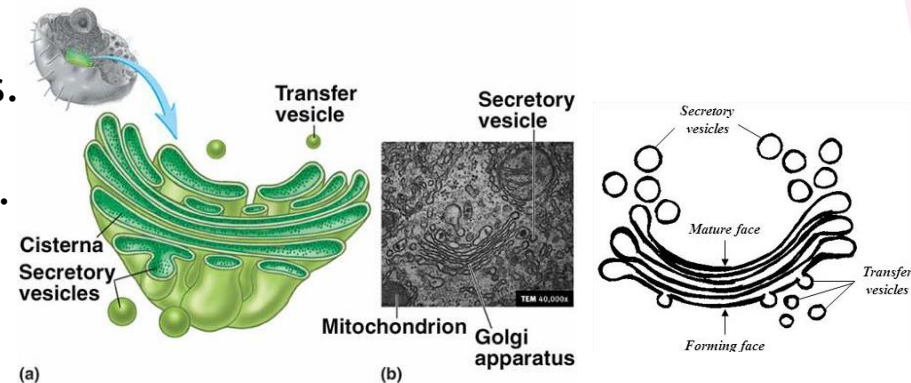 s.
.
Transfer
vesicle
Cisterna
Secretory
vesicles
(a)
Secretory
vesicle
TEM 40,000x
Mitochondrion
Golgi
apparatus
(b)
Secretory
vesicles
Mature face
Transfer
vesicles
Forming face